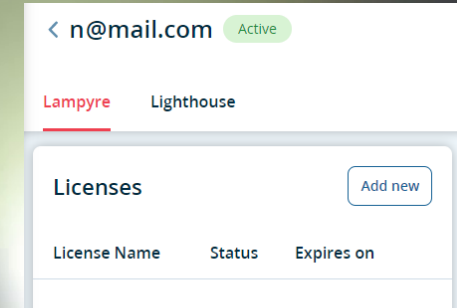 n@mail.com Active
Lampyre Lighthouse
Licenses Add new
License Name Status Expires on